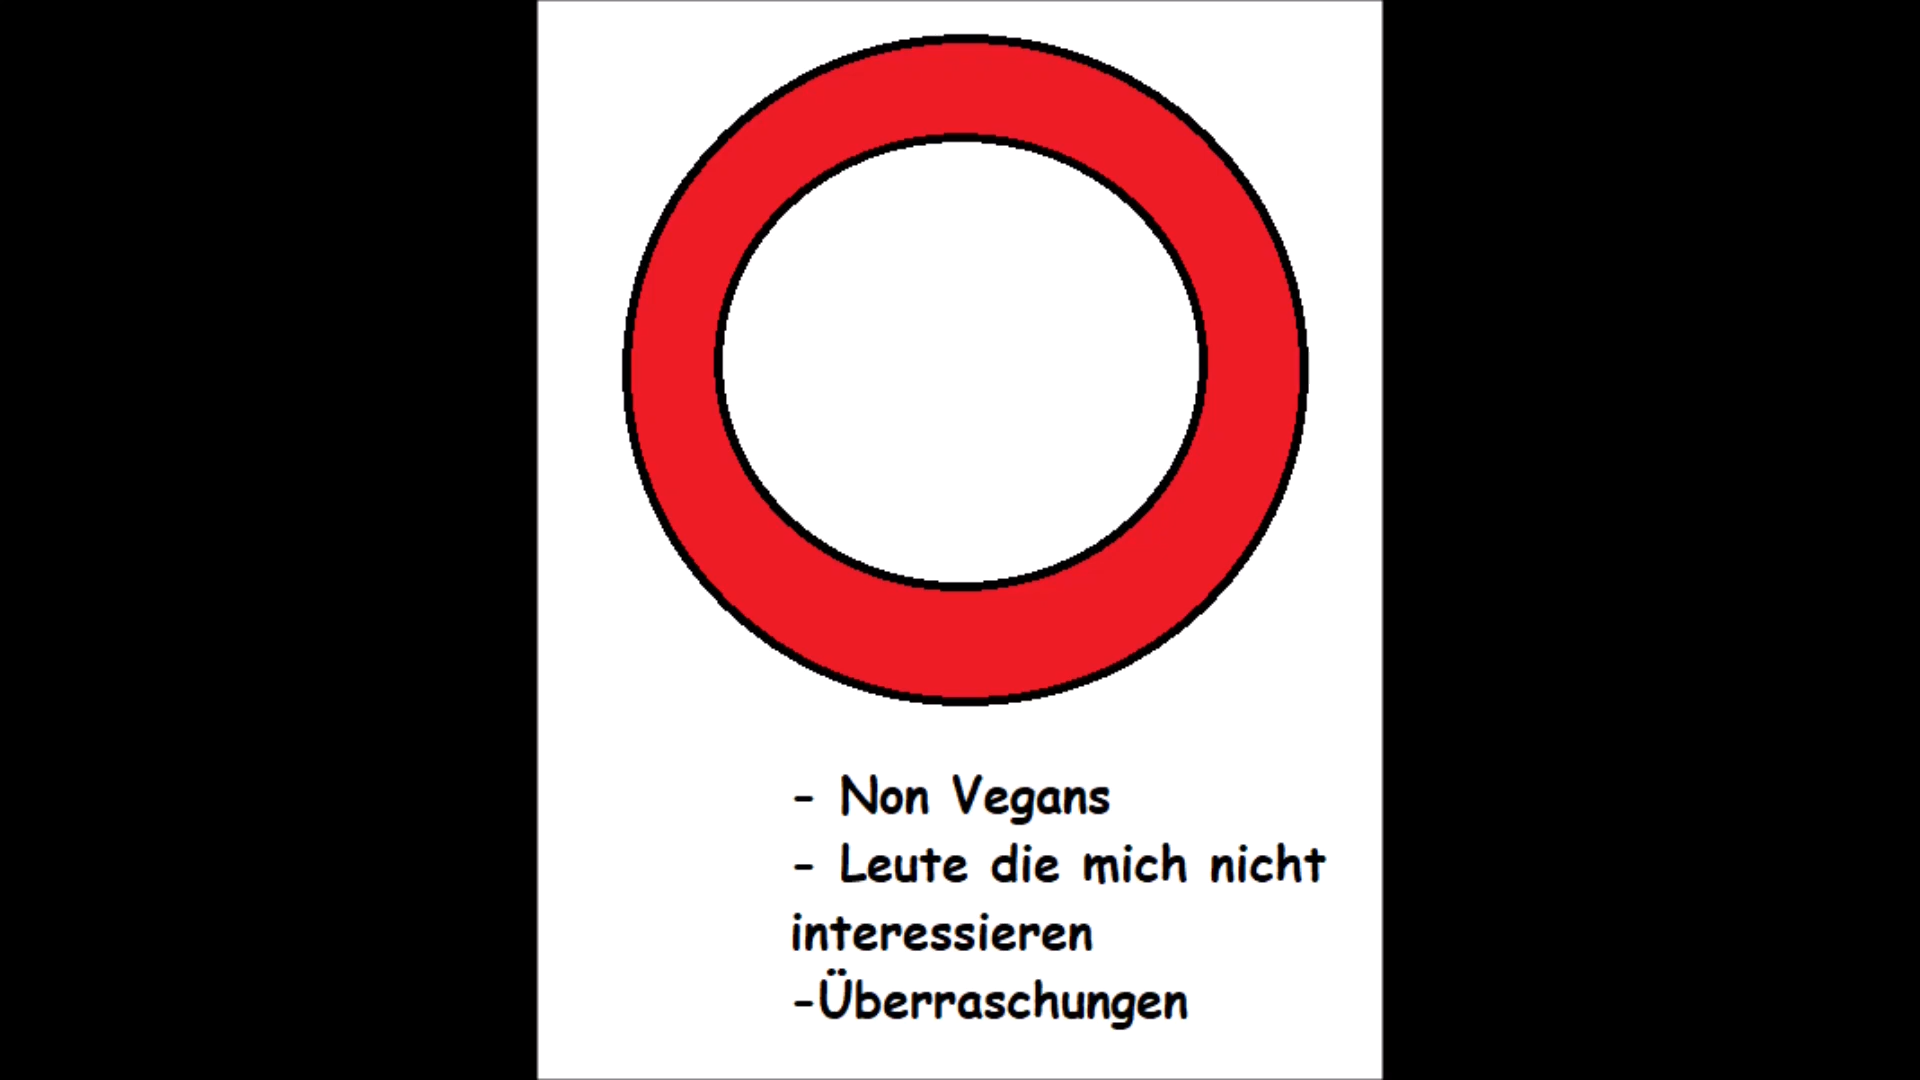 - Non Vegans
- Leute die mich nicht
interessieren
-Überraschungen